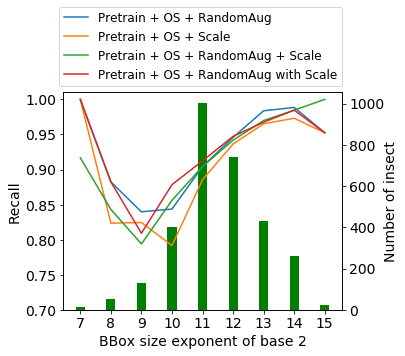 Pretrain + OS + RandomAug
Pretrain + OS + Scale
Pretrain + OS + RandomAug + Scale
Pretrain + OS + RandomAug with Scale
1.00
0.95
0.90
0.85
0.80
0.75
0.70
Recall
1000
800
600
400
200
0
Number of insect
7 8 9 10 11 12 13 14 15
BBox size exponent of base 2